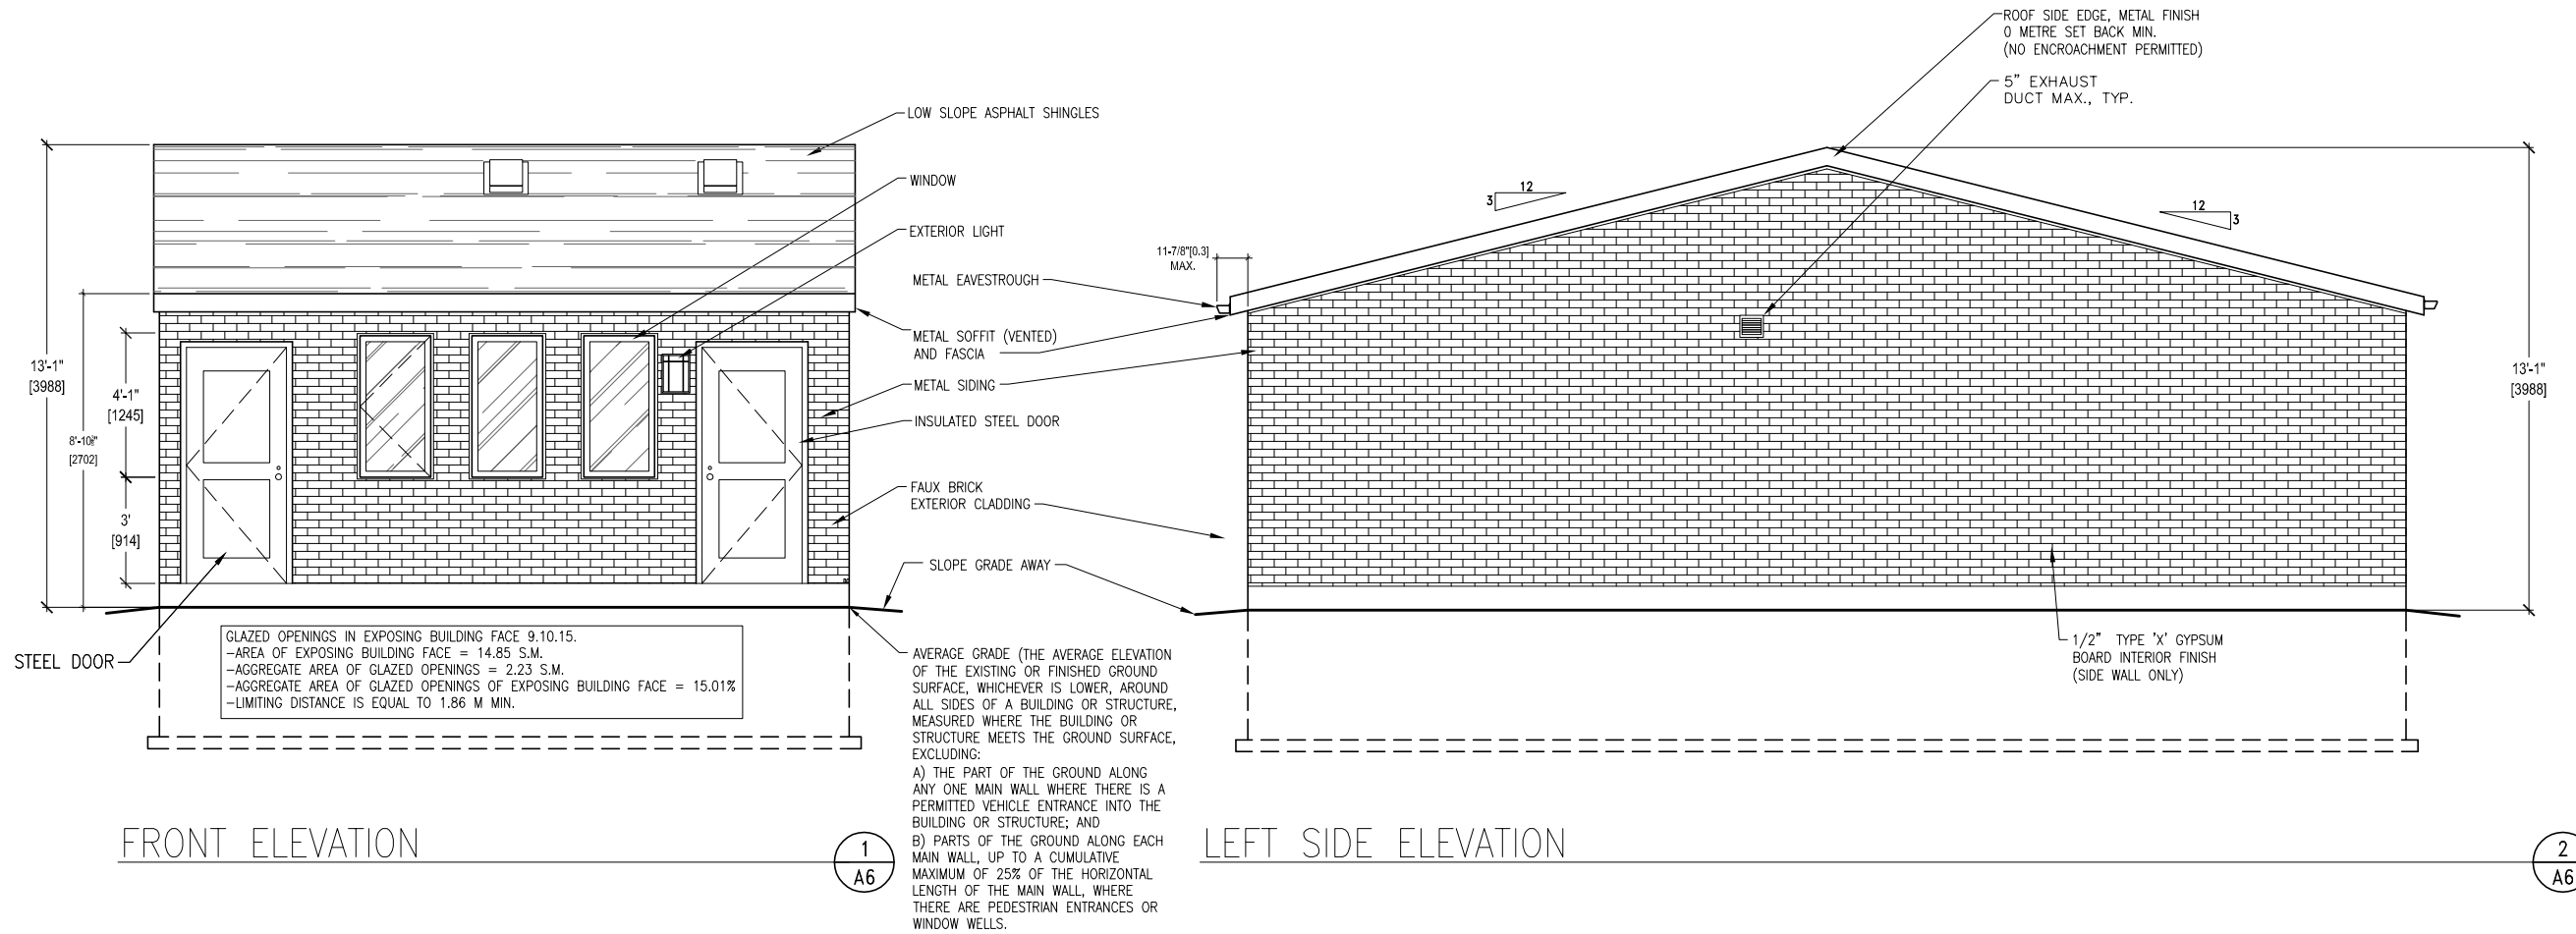 ROOF SIDE EDGE, METAL FINISH
0 METRE SET BACK MIN.
(NO ENCROACHMENT PERMITTED)
5" EXHAUST
DUCT MAX., TYP.
LOW SLOPE ASPHALT SHINGLES
WINDOW
EXTERIOR LIGHT
METAL EAVESTROUGH
METAL SOFFIT (VENTED)
AND FASCIA
METAL SIDING
INSULATED STEEL DOOR
FAUX BRICK
EXTERIOR CLADDING
SLOPE GRADE AWAY
13'-1"
[3988]
4'-1"
[1245]
[2702]
3'
[914]
STEEL DOOR
GLAZED OPENINGS IN EXPOSING BUILDING FACE 9.10.15.
-AREA OF EXPOSING BUILDING FACE = 14.85 S.M.
-AGGREGATE AREA OF GLAZED OPENINGS = 2.23 S.M.
-AGGREGATE AREA OF GLAZED OPENINGS OF EXPOSING BUILDING FACE = 15.01%
-LIMITING DISTANCE IS EQUAL TO 1.86 M MIN.
AVERAGE GRADE (THE AVERAGE ELEVATION
OF THE EXISTING OR FINISHED GROUND
SURFACE, WHICHEVER IS LOWER, AROUND
ALL SIDES OF A BUILDING OR STRUCTURE,
MEASURED WHERE THE BUILDING OR
STRUCTURE MEETS THE GROUND SURFACE,
EXCLUDING:
A) THE PART OF THE GROUND ALONG
ANY ONE MAIN WALL WHERE THERE IS A
PERMITTED VEHICLE ENTRANCE INTO THE
BUILDING OR STRUCTURE; AND
B) PARTS OF THE GROUND ALONG EACH
MAIN WALL, UP TO A CUMULATIVE
MAXIMUM OF 25% OF THE HORIZONTAL
LENGTH OF THE MAIN WALL, WHERE
THERE ARE PEDESTRIAN ENTRANCES OR
WINDOW WELLS.
FRONT ELEVATION
1
A6
11-7/8"[0.3]
MAX.
12
3
12
3
13'-1"
[3988]
1/2" TYPE 'X' GYPSUM
BOARD INTERIOR FINISH
(SIDE WALL ONLY)
LEFT SIDE ELEVATION
2
A6